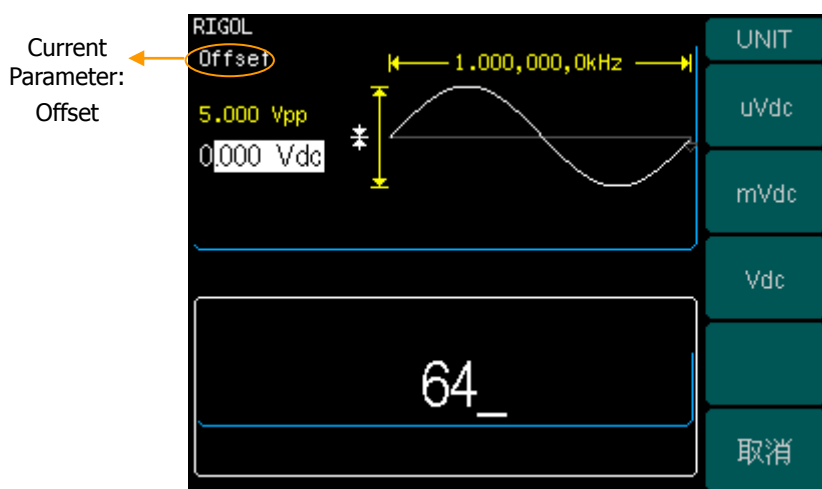 Current
Parameter:
Offset
RIGOL
Offset
1.000,000,0kHz
5.000 Vpp
0.000 Vdc
64_
UNIT
uVdc
mVdc
Vdc
取消